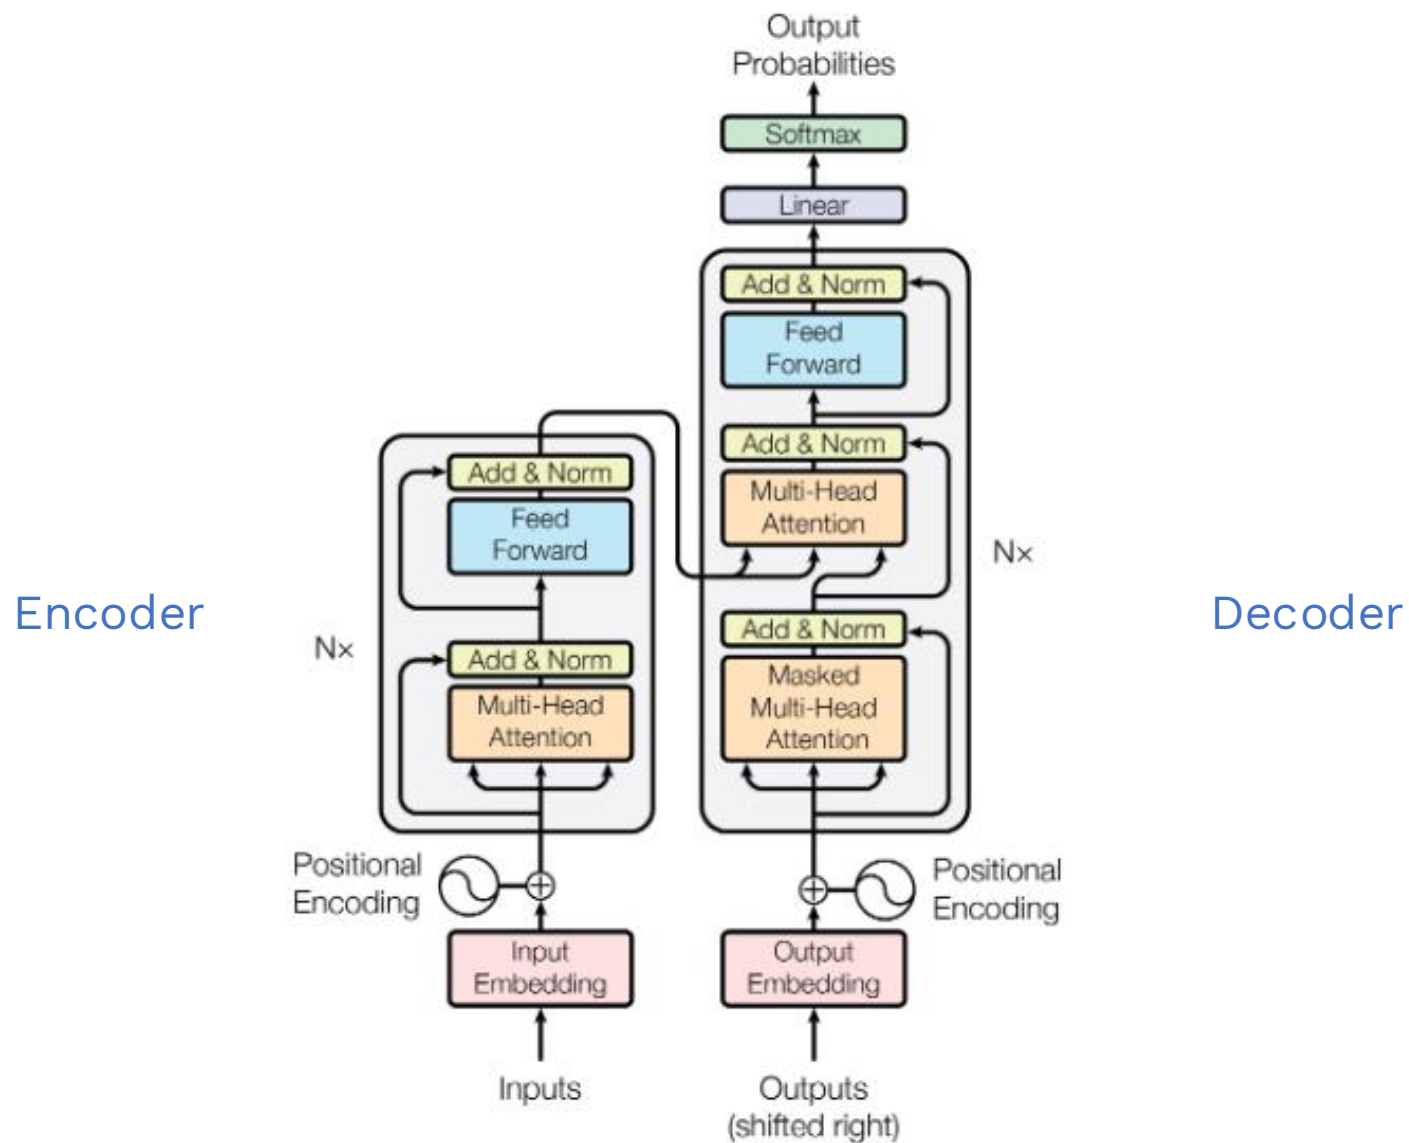 Output
Probabilities
Softmax
Linear
Add & Norm
Feed
Forward
Add & Norm
Multi-Head
Attention
Add & Norm
Masked
Multi-Head
Attention
N×
Decoder
Positional
Encoding
Output
Embedding
Outputs
(shifted right)
Encoder
N×
Add & Norm
Feed
Forward
Add & Norm
Multi-Head
Attention
Positional
Encoding
Input
Embedding
Inputs